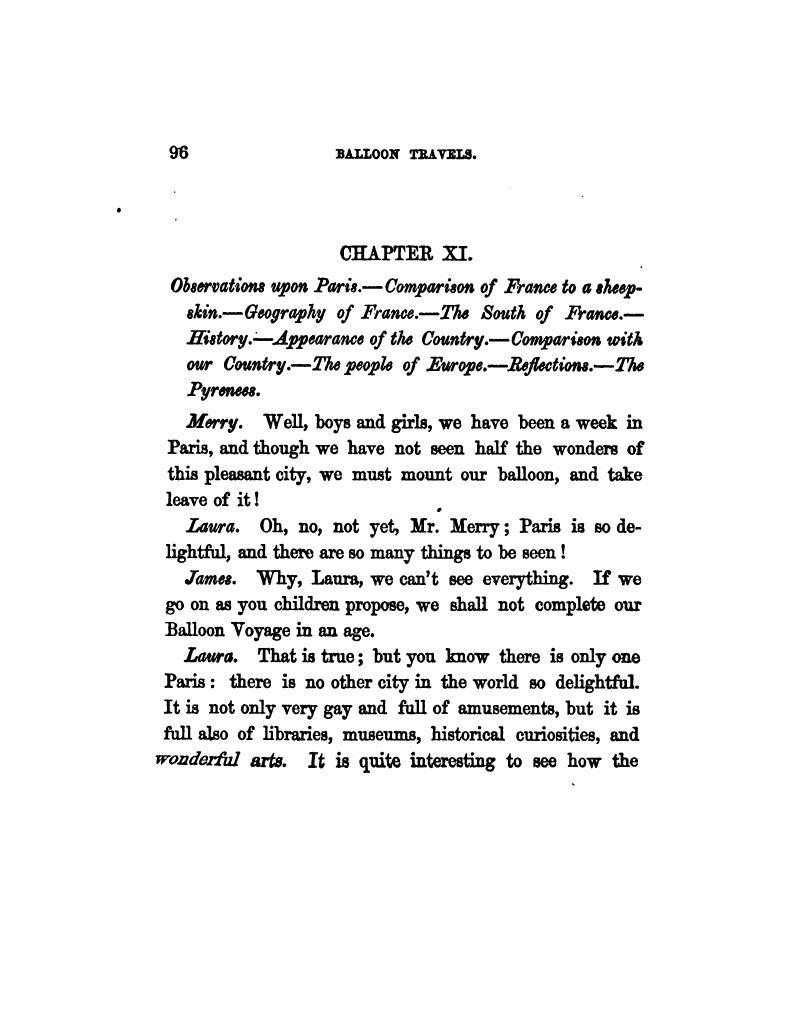 96 BALLOON TRAVELS.
CHAPTER XI.
Observations upon Paris.—Comparison of France to a sheep-
skin.—Geography of France.—The South of France.—
History.—Appearance of the Country.—Comparison with
our Country.—The people of Europe.—Reflections.—The
Pyrenees.
Merry. Well, boys and girls, we have been a week in
Paris, and though we have not seen half the wonders of
this pleasant city, we must mount our balloon, and take
leave of it!
Laura. Oh, no, not yet, Mr. Merry; Paris is so de-
lightful, and there are so many things to be seen!
James. Why, Laura, we can't see everything. If we
go on as you children propose, we shall not complete our
Balloon Voyage in an age.
Laura. That is true; but you know there is only one
Paris: there is no other city in the world so delightful.
It is not only very gay and full of amusements, but it is
full also of libraries, museums, historical curiosities, and
wonderful arts. It is quite interesting to see how the